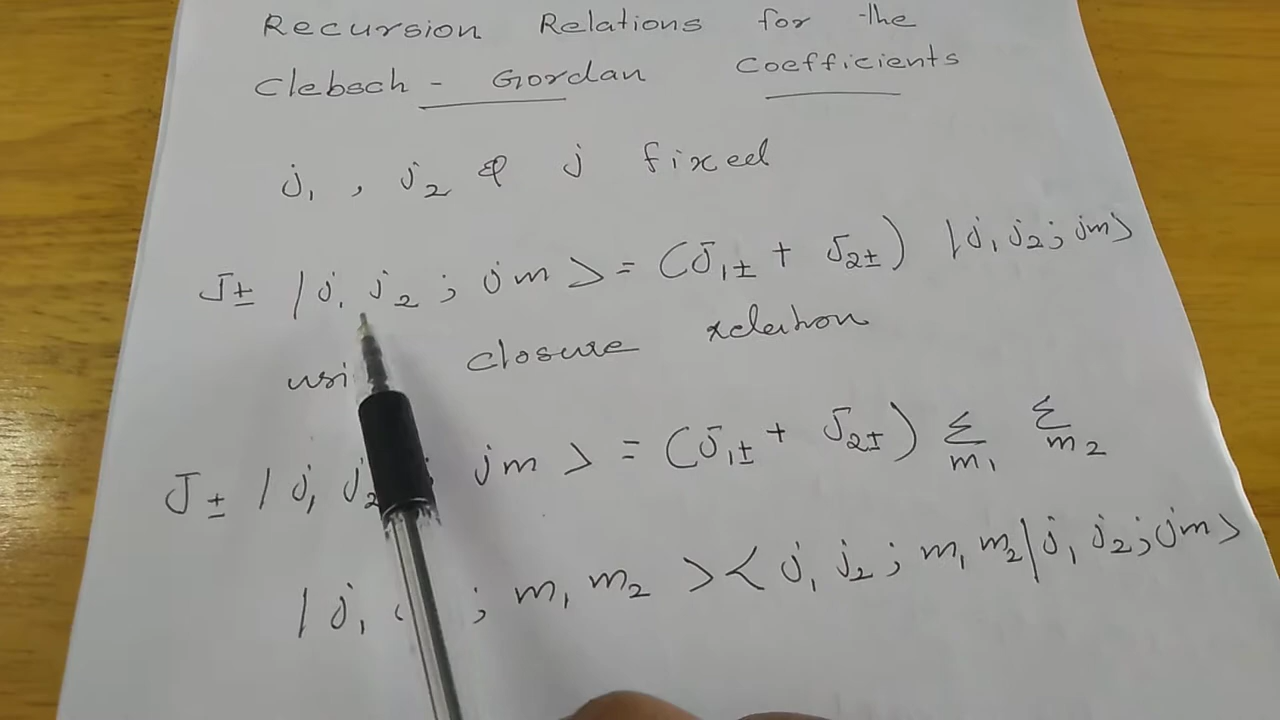 Recursion Relations for the
Clebsch - Gordan Coefficients
j₁ , j₂ & j fixed
J± | j₁ j₂ ; jm > = (J₁± + J₂±) | j₁ j₂; jm >
closure relation
J± | j₁ j₂ jm > = (J₁± + J₂±) Σm₁ Σm₂
| j₁ ; m₁ m₂ > < j₁ j₂ ; m₁ m₂ | j₁ j₂; jm >